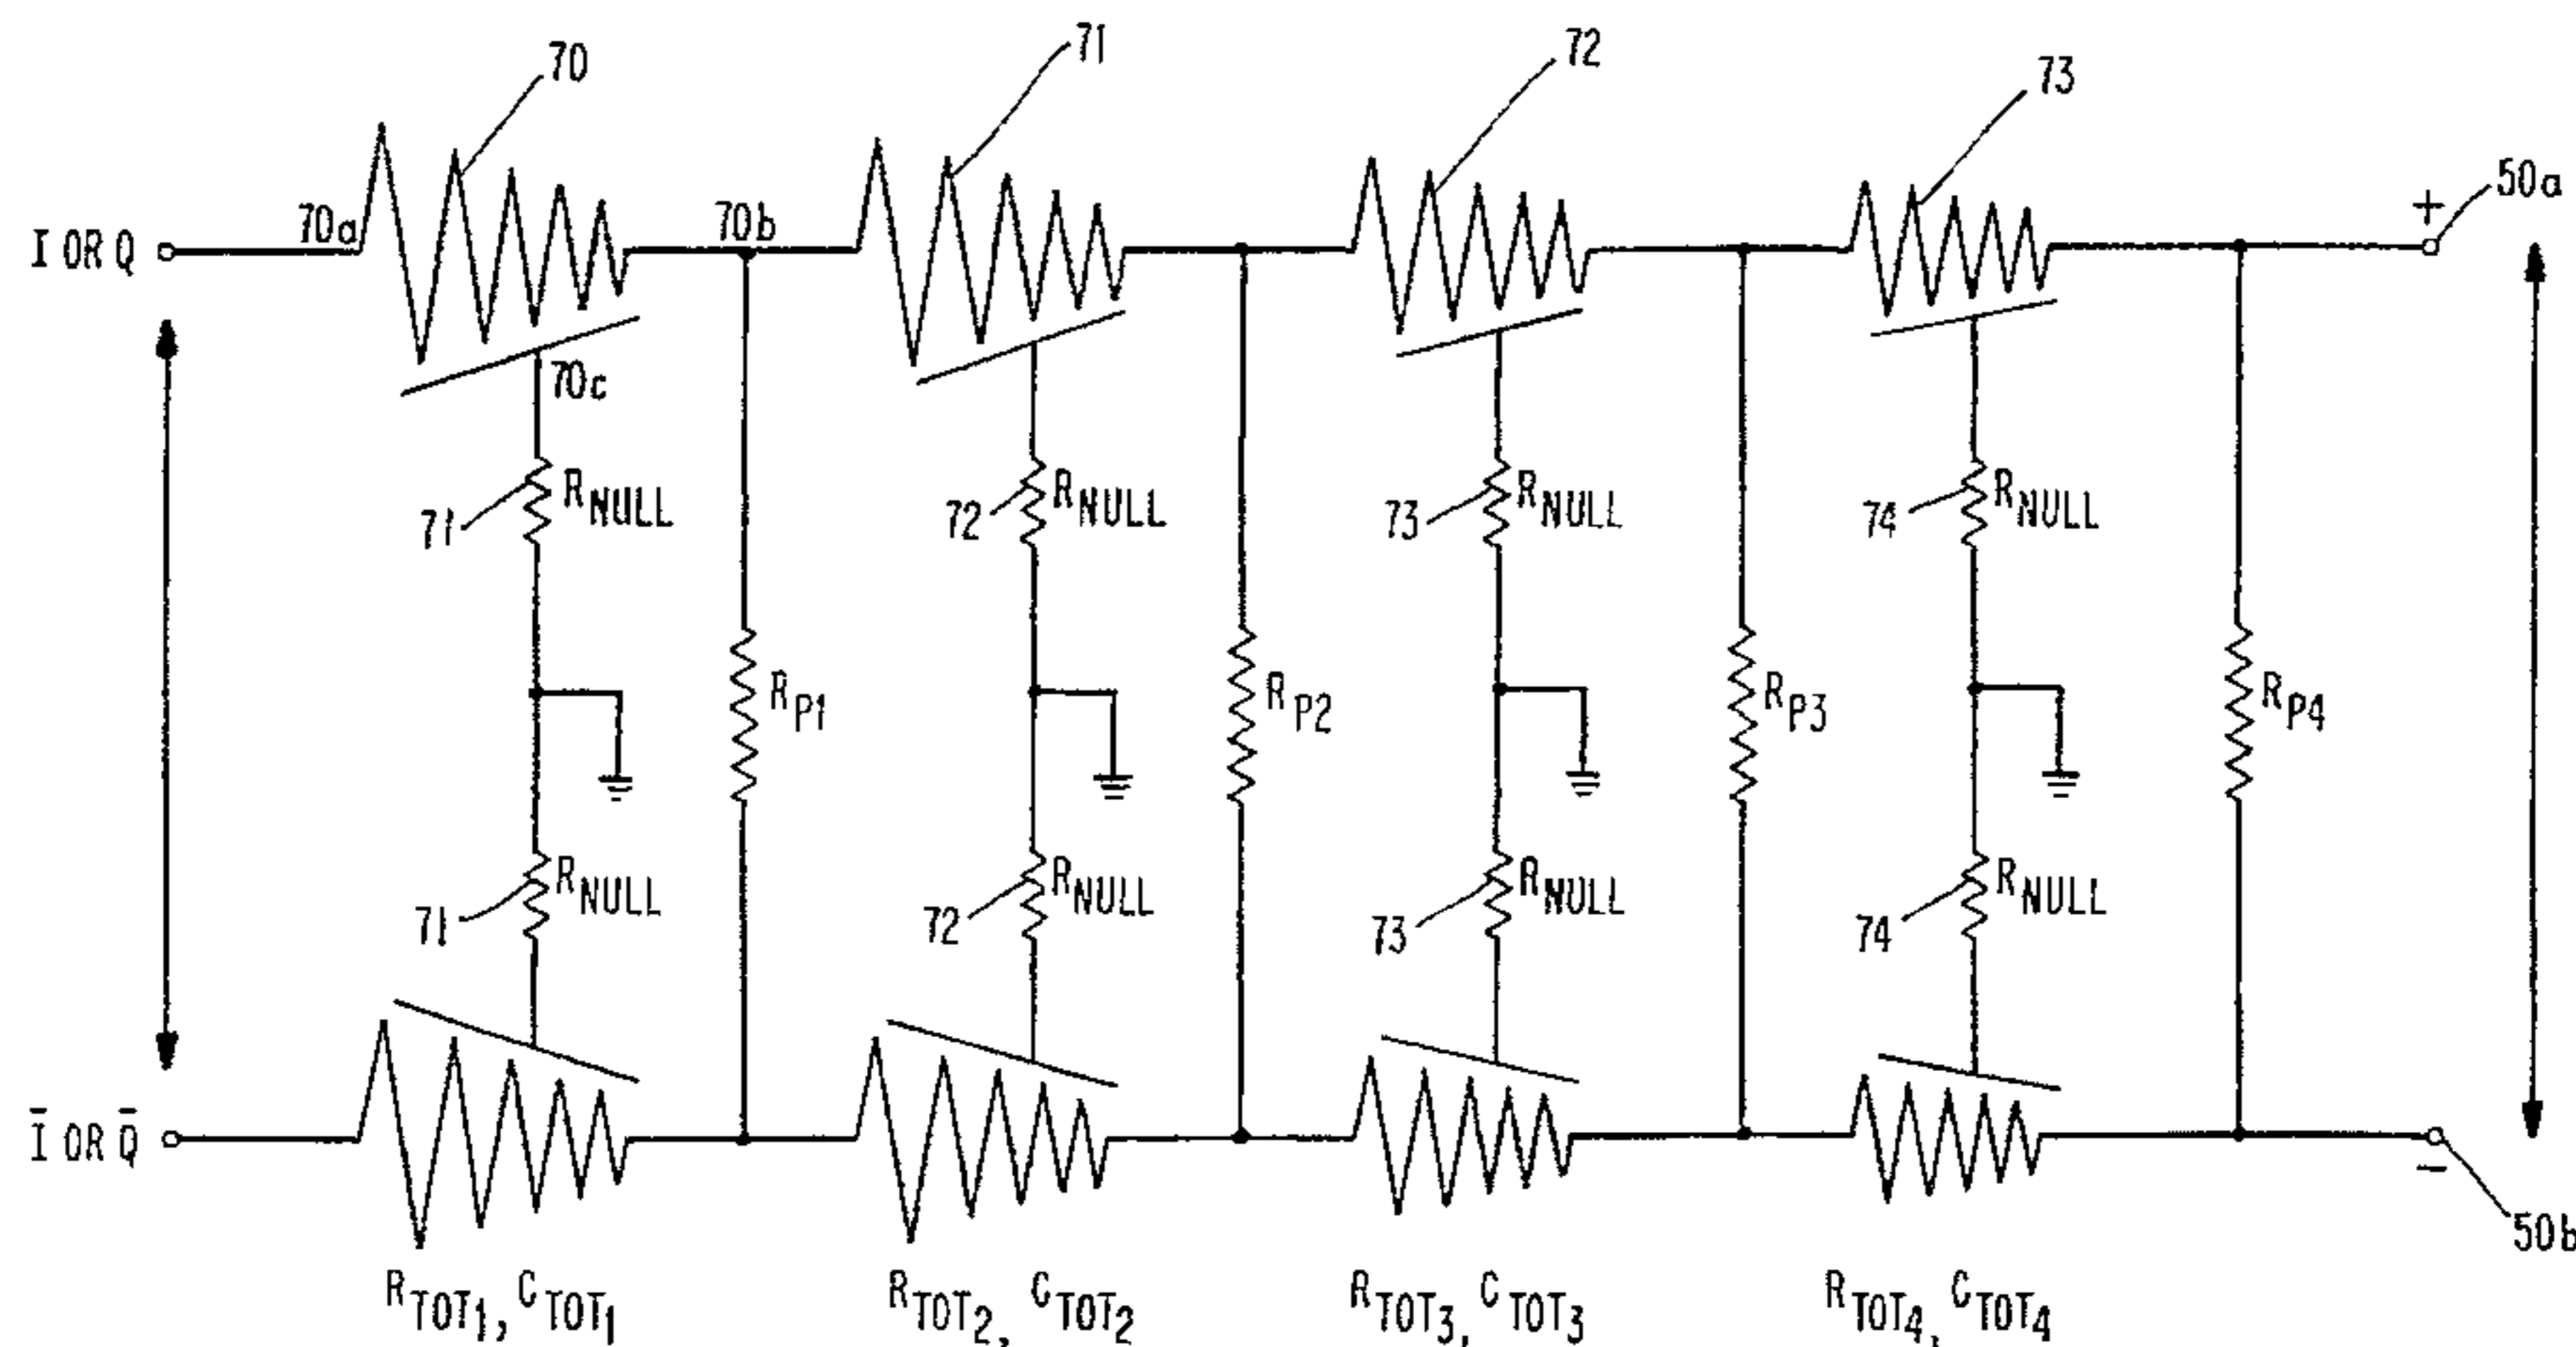 70
71
72
73
50a
+
I OR Q
70a
70b
70c
71 R_NULL
72 R_NULL
73 R_NULL
74 R_NULL
R_P1
R_P2
R_P3
R_P4
71 R_NULL
72 R_NULL
73 R_NULL
74 R_NULL
Ī OR Q̄
−
50b
R_TOT1, C_TOT1
R_TOT2, C_TOT2
R_TOT3, C_TOT3
R_TOT4, C_TOT4